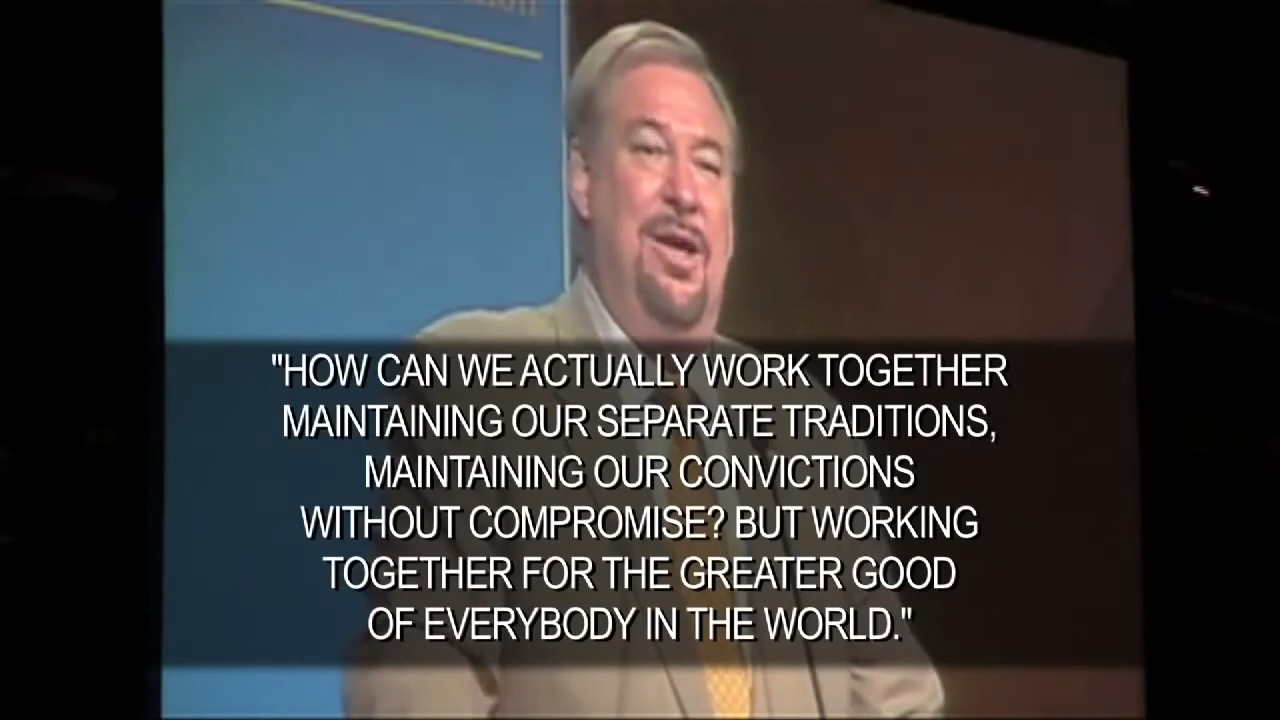 "HOW CAN WE ACTUALLY WORK TOGETHER
MAINTAINING OUR SEPARATE TRADITIONS,
MAINTAINING OUR CONVICTIONS
WITHOUT COMPROMISE? BUT WORKING
TOGETHER FOR THE GREATER GOOD
OF EVERYBODY IN THE WORLD."